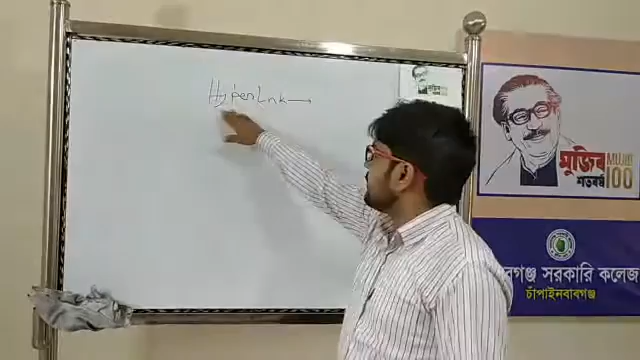 HyperLink
মুজিব MUJIB
শতবর্ষ 100
বগঞ্জ সরকারি কলেজ
চাঁপাইনবাবগঞ্জ